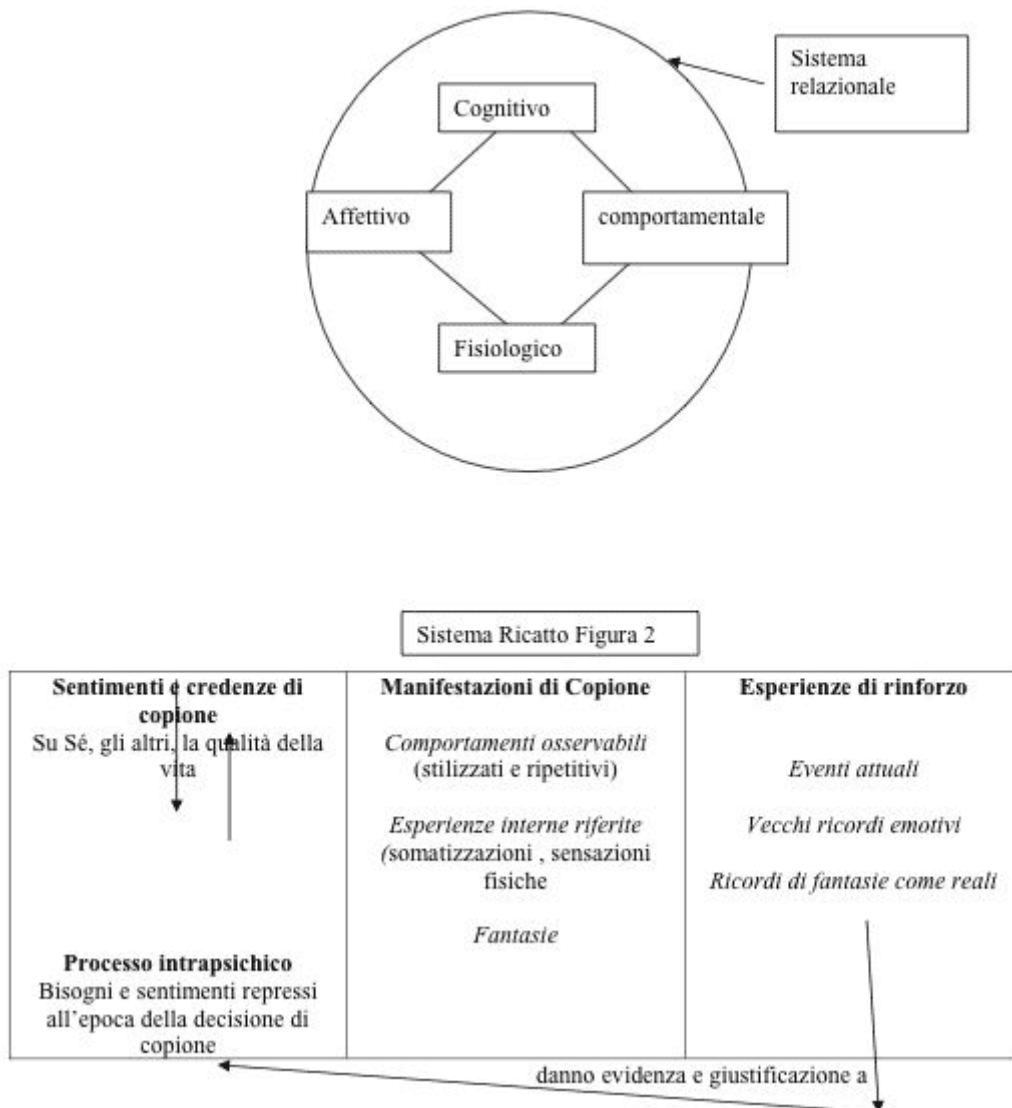 Sistema
relazionale
Cognitivo
Affettivo
comportamentale
Fisiologico
Sistema Ricatto Figura 2
Sentimenti e credenze di
copione
Su Sé, gli altri, la qualità della
vita
Processo intrapsichico
Bisogni e sentimenti repressi
all’epoca della decisione di
copione
Manifestazioni di Copione
Comportamenti osservabili
(stilizzati e ripetitivi)
Esperienze interne riferite
(somatizzazioni , sensazioni
fisiche
Fantasie
Esperienze di rinforzo
Eventi attuali
Vecchi ricordi emotivi
Ricordi di fantasie come reali
danno evidenza e giustificazione a